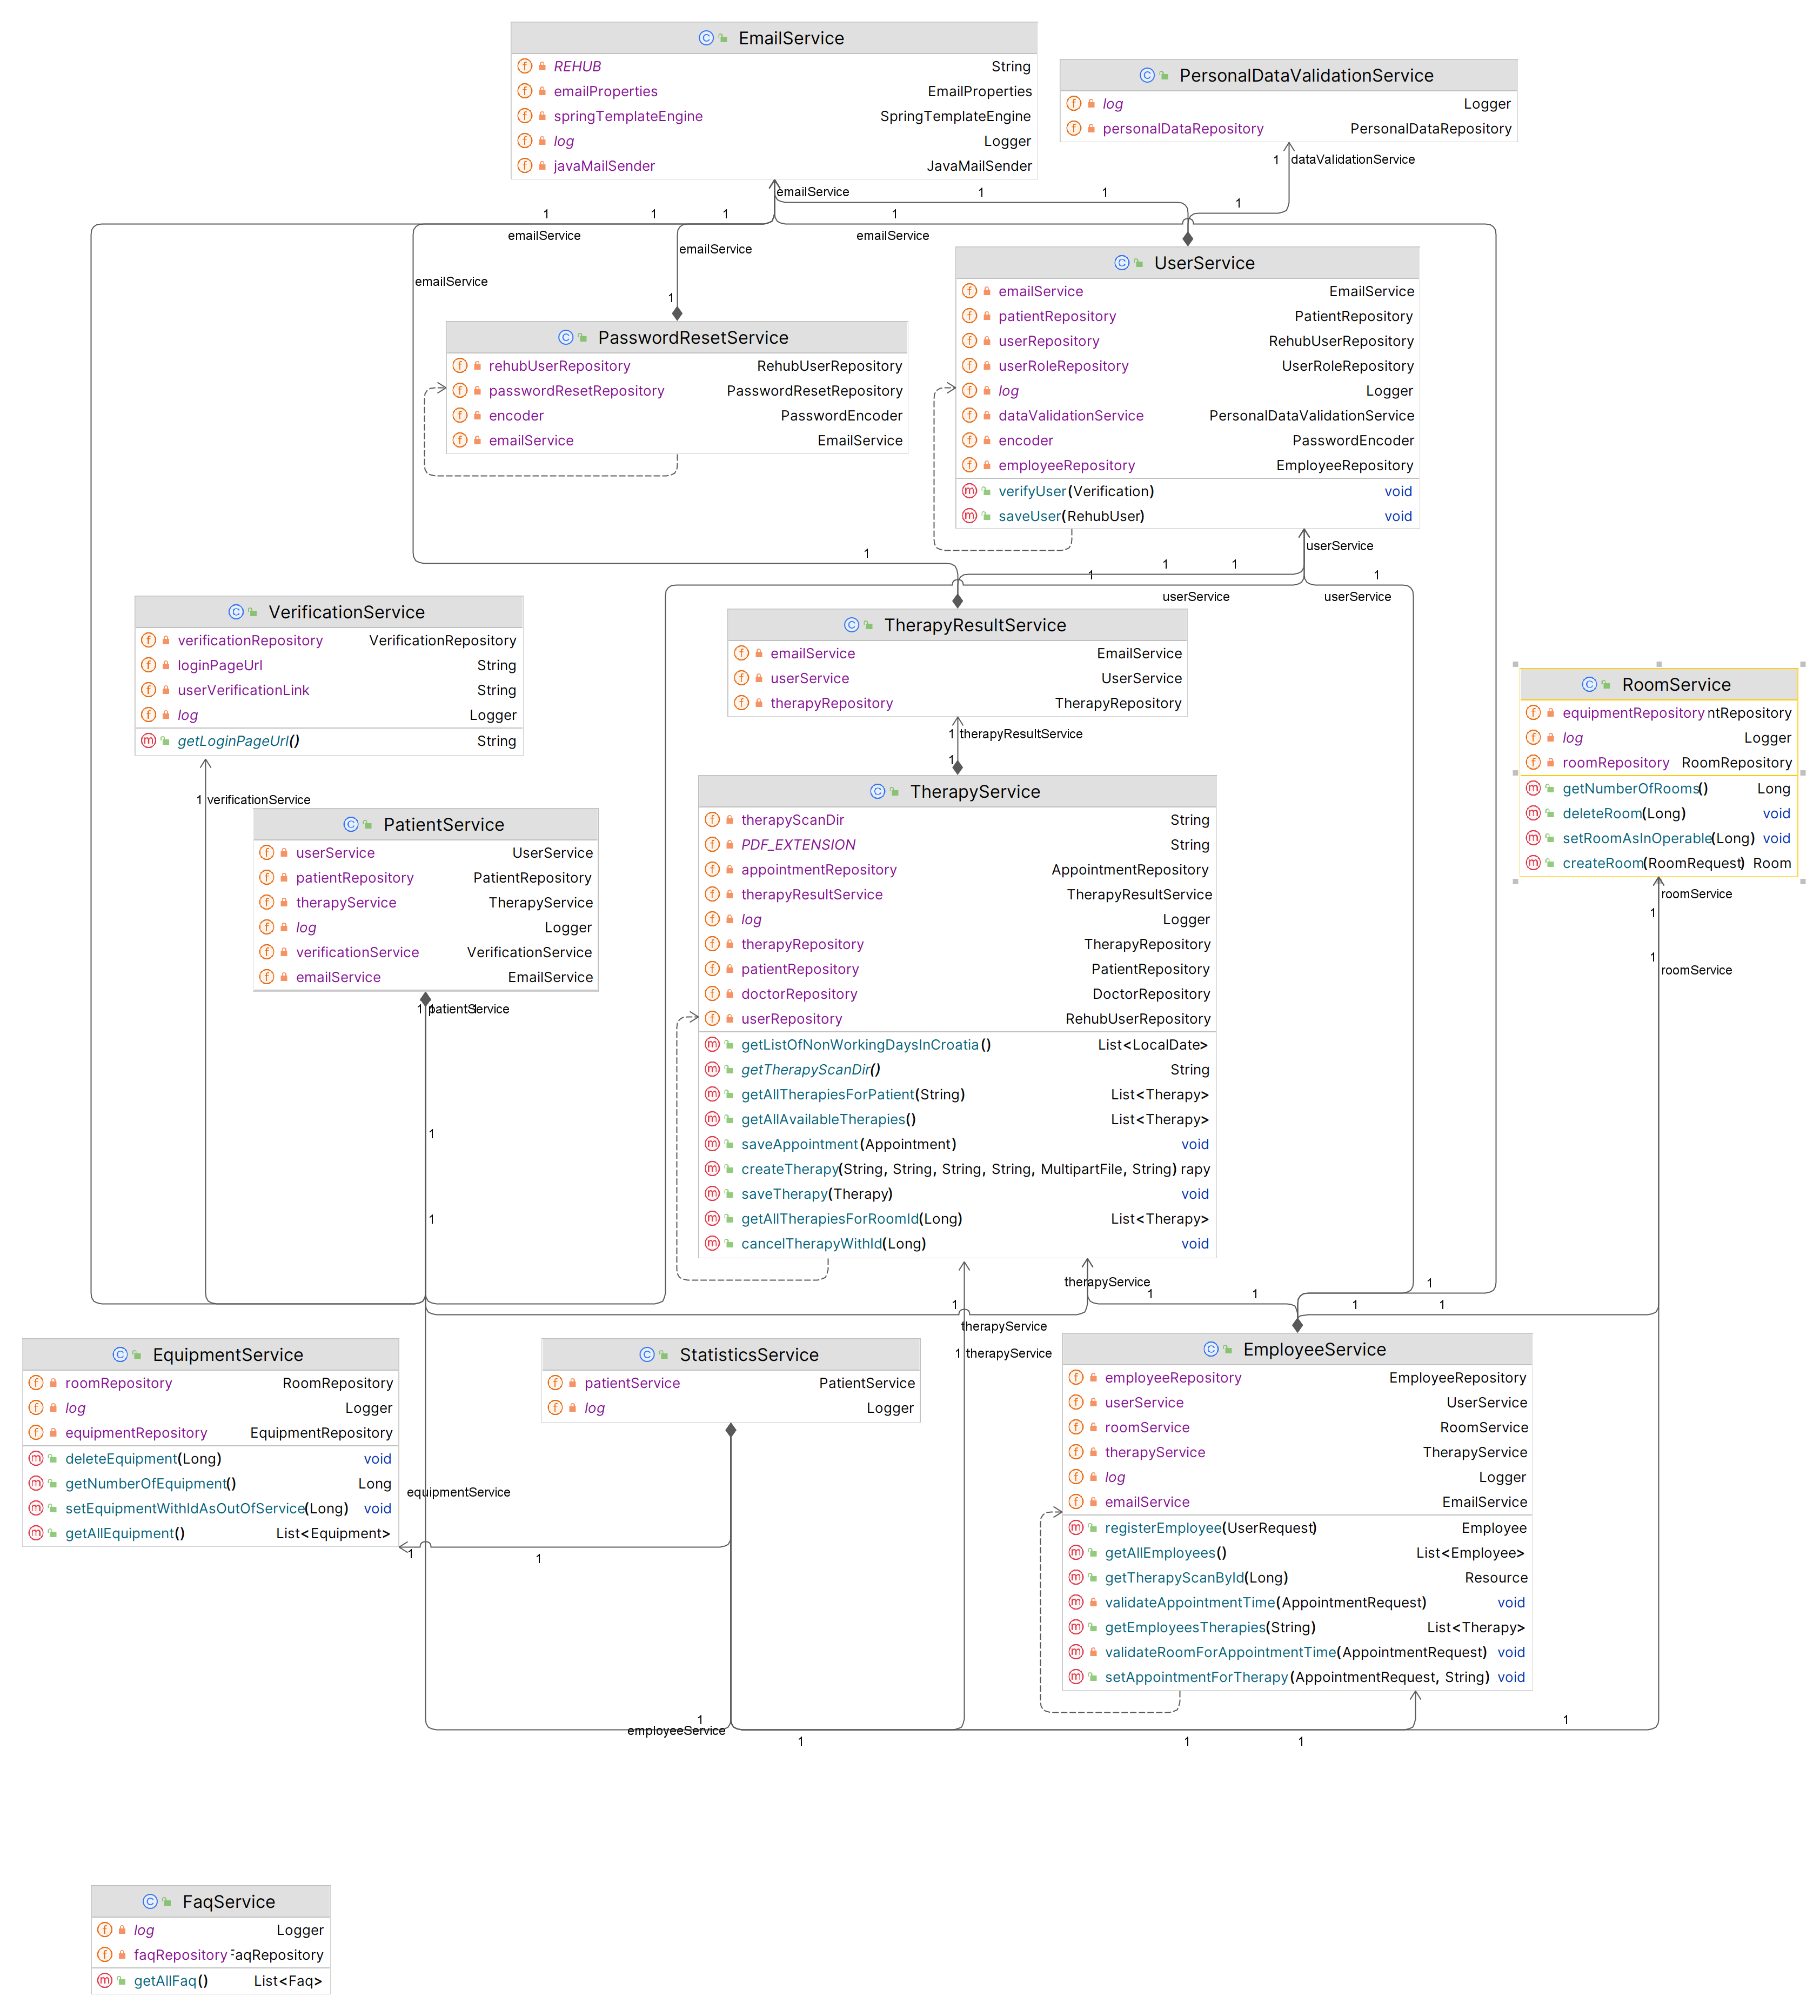 EmailService
REHUB String
emailProperties EmailProperties
springTemplateEngine SpringTemplateEngine
log Logger
javaMailSender JavaMailSender
PersonalDataValidationService
log Logger
personalDataRepository PersonalDataRepository
1 dataValidationService
emailService 1 1 1
1 1 1 1
emailService emailService
emailService
emailService
1
UserService
emailService EmailService
patientRepository PatientRepository
userRepository RehubUserRepository
userRoleRepository UserRoleRepository
log Logger
dataValidationService PersonalDataValidationService
encoder PasswordEncoder
employeeRepository EmployeeRepository
verifyUser(Verification) void
saveUser(RehubUser) void
PasswordResetService
rehubUserRepository RehubUserRepository
passwordResetRepository PasswordResetRepository
encoder PasswordEncoder
emailService EmailService
userService
1 1 1
1 1
userService userService
VerificationService
verificationRepository VerificationRepository
loginPageUrl String
userVerificationLink String
log Logger
getLoginPageUrl() String
TherapyResultService
emailService EmailService
userService UserService
therapyRepository TherapyRepository
1 therapyResultService
1
RoomService
equipmentRepository ntRepository
log Logger
roomRepository RoomRepository
getNumberOfRooms() Long
deleteRoom(Long) void
setRoomAsInOperable(Long) void
createRoom(RoomRequest) Room
roomService
1
1
roomService
1 verificationService
PatientService
userService UserService
patientRepository PatientRepository
therapyService TherapyService
log Logger
verificationService VerificationService
emailService EmailService
1 patientService 1
1
1
TherapyService
therapyScanDir String
PDF_EXTENSION String
appointmentRepository AppointmentRepository
therapyResultService TherapyResultService
log Logger
therapyRepository TherapyRepository
patientRepository PatientRepository
doctorRepository DoctorRepository
userRepository RehubUserRepository
getListOfNonWorkingDaysInCroatia() List<LocalDate>
getTherapyScanDir() String
getAllTherapiesForPatient(String) List<Therapy>
getAllAvailableTherapies() List<Therapy>
saveAppointment(Appointment) void
createTherapy(String, String, String, String, MultipartFile, String) rapy
saveTherapy(Therapy) void
getAllTherapiesForRoomId(Long) List<Therapy>
cancelTherapyWithId(Long) void
therapyService 1
1 1 1 1 1
therapyService
1 therapyService
EquipmentService
roomRepository RoomRepository
log Logger
equipmentRepository EquipmentRepository
deleteEquipment(Long) void
getNumberOfEquipment() Long
setEquipmentWithIdAsOutOfService(Long) void
getAllEquipment() List<Equipment>
StatisticsService
patientService PatientService
log Logger
equipmentService
1 1
EmployeeService
employeeRepository EmployeeRepository
userService UserService
roomService RoomService
therapyService TherapyService
log Logger
emailService EmailService
registerEmployee(UserRequest) Employee
getAllEmployees() List<Employee>
getTherapyScanById(Long) Resource
validateAppointmentTime(AppointmentRequest) void
getEmployeesTherapies(String) List<Therapy>
validateRoomForAppointmentTime(AppointmentRequest) void
setAppointmentForTherapy(AppointmentRequest, String) void
1 1
employeeService
1 1 1
FaqService
log Logger
faqRepository FaqRepository
getAllFaq() List<Faq>